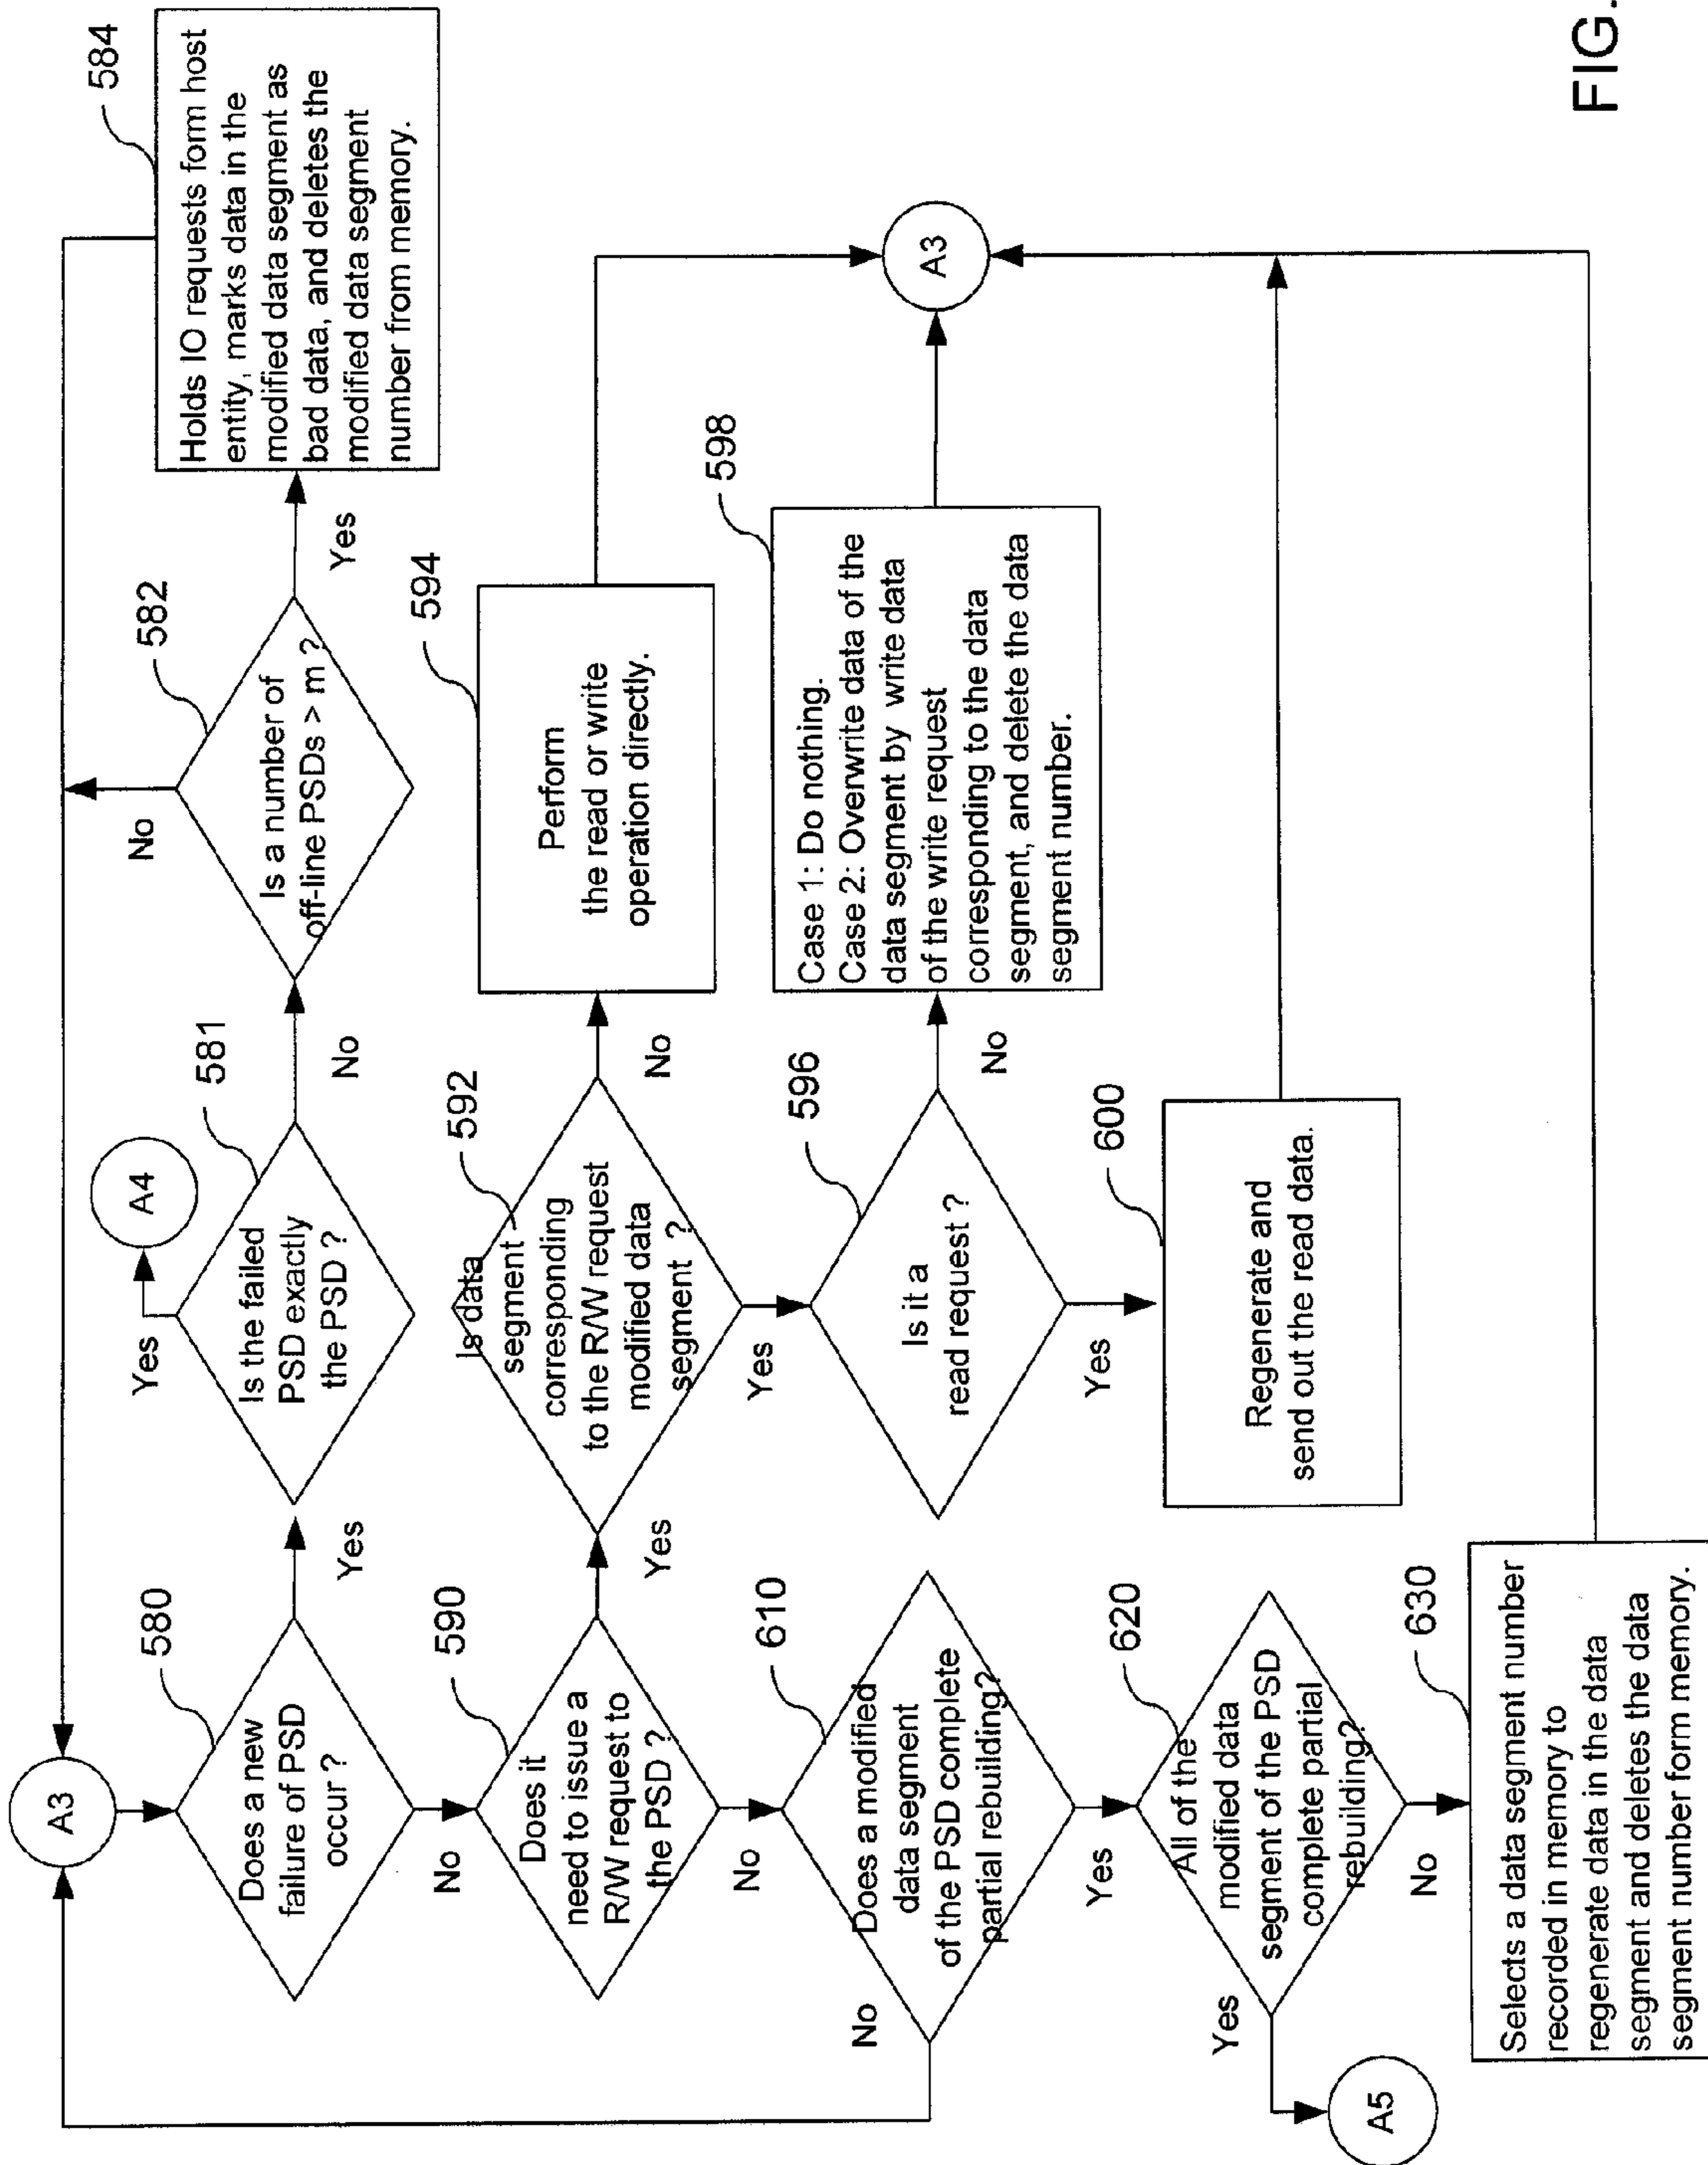 A3
580
Does a new
failure of PSD
occur ?
Yes
No
A4
Yes
581
Is the failed
PSD exactly
the PSD ?
No
582
Is a number of
off-line PSDs > m ?
No
Yes
584
Holds IO requests form host
entity, marks data in the
modified data segment as
bad data, and deletes the
modified data segment
number from memory.
590
Does it
need to issue a
R/W request to
the PSD ?
Yes
No
592
Is data
segment
corresponding
to the R/W request
modified data
segment ?
No
Yes
594
Perform
the read or write
operation directly.
596
Is it a
read request ?
No
Yes
598
Case 1: Do nothing.
Case 2: Overwrite data of the
data segment by write data
of the write request
corresponding to the data
segment, and delete the data
segment number.
A3
600
Regenerate and
send out the read data.
610
Does a modified
data segment
of the PSD complete
partial rebuilding?
No
Yes
620
All of the
modified data
segment of the PSD
complete partial
rebuilding?
Yes
No
A5
630
Selects a data segment number
recorded in memory to
regenerate data in the data
segment and deletes the data
segment number form memory.
FIG.